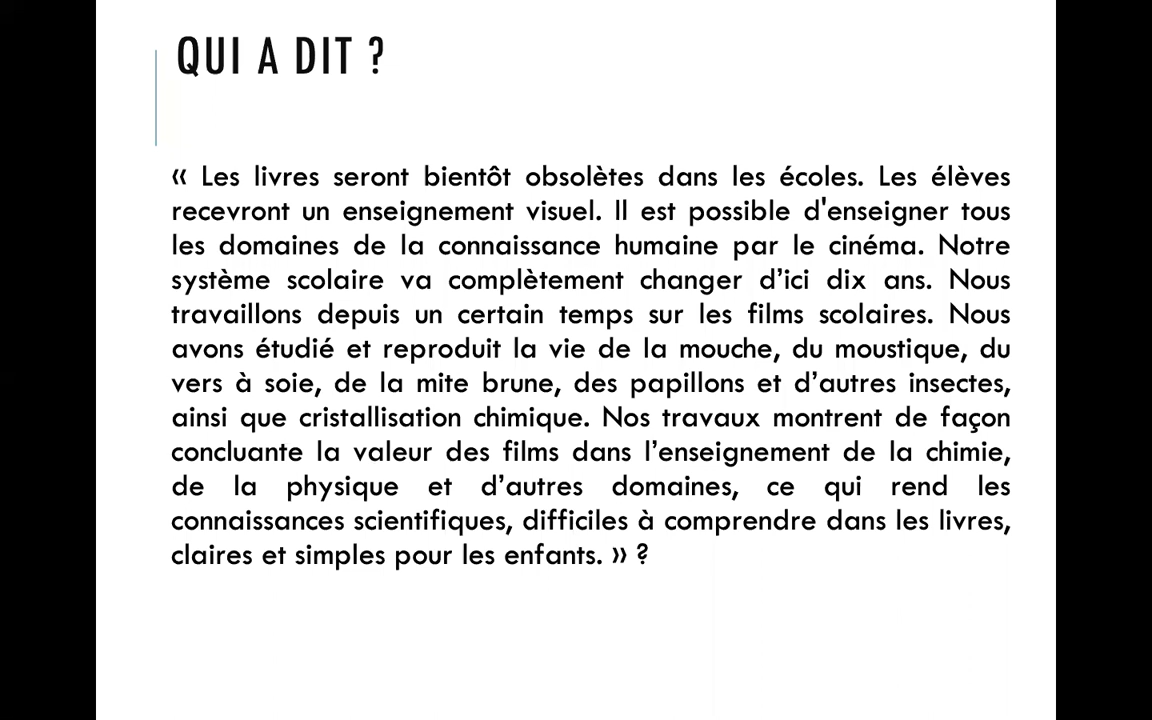 QUI A DIT ?
« Les livres seront bientôt obsolètes dans les écoles. Les élèves
recevront un enseignement visuel. Il est possible d'enseigner tous
les domaines de la connaissance humaine par le cinéma. Notre
système scolaire va complètement changer d’ici dix ans. Nous
travaillons depuis un certain temps sur les films scolaires. Nous
avons étudié et reproduit la vie de la mouche, du moustique, du
vers à soie, de la mite brune, des papillons et d’autres insectes,
ainsi que cristallisation chimique. Nos travaux montrent de façon
concluante la valeur des films dans l’enseignement de la chimie,
de la physique et d’autres domaines, ce qui rend les
connaissances scientifiques, difficiles à comprendre dans les livres,
claires et simples pour les enfants. » ?